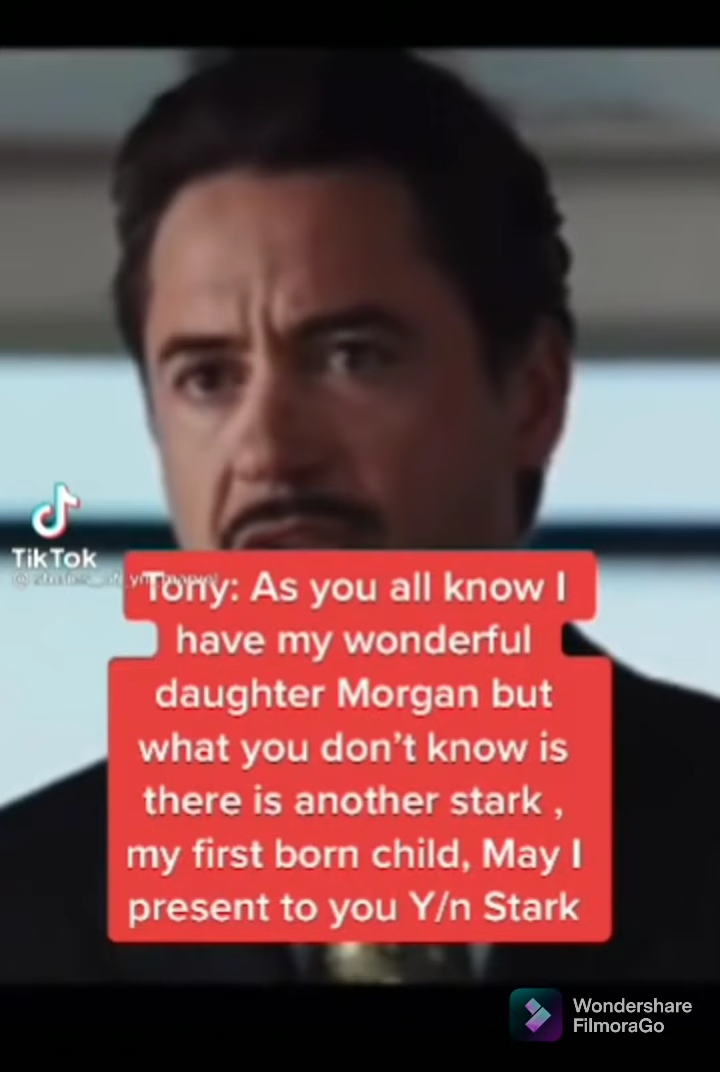 TikTok
Tony: As you all know I
have my wonderful
daughter Morgan but
what you don't know is
there is another stark ,
my first born child, May I
present to you Y/n Stark
Wondershare
FilmoraGo